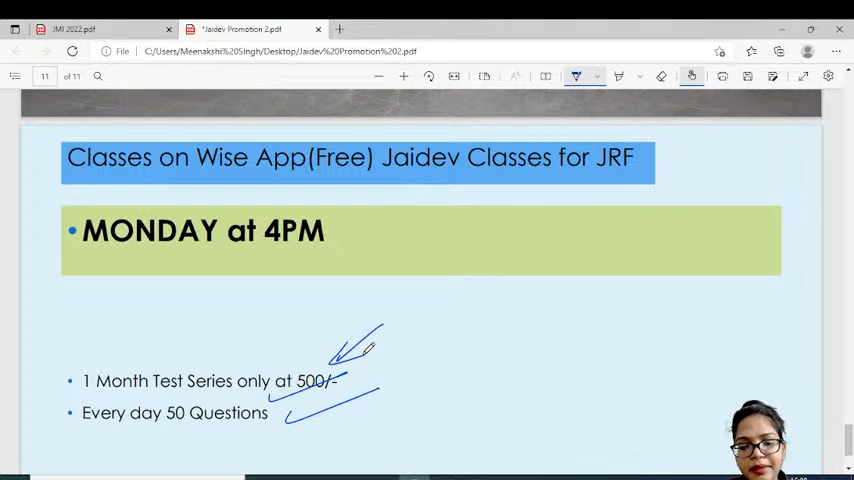 JMI 2022.pdf
*Jaidev Promotion 2.pdf
File
C:/Users/Meenakshi%20SIngh/Desktop/Jaidev%20Promotion%202.pdf
11 of 11
Classes on Wise App(Free) Jaidev Classes for JRF
• MONDAY at 4PM
• 1 Month Test Series only at 500/-
• Every day 50 Questions